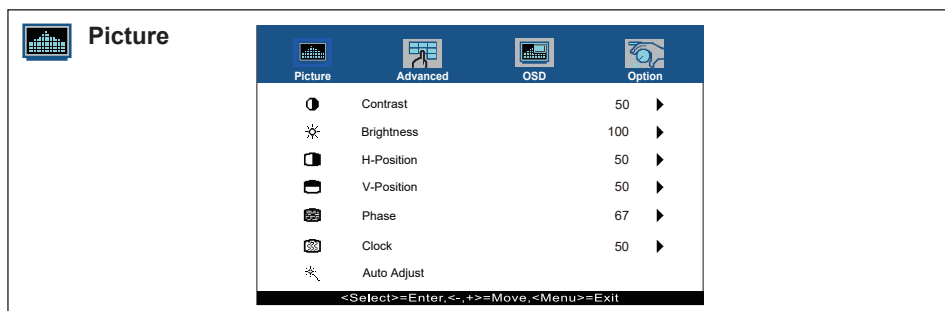 Picture
Picture Advanced OSD Option
Contrast 50
Brightness 100
H-Position 50
V-Position 50
Phase 67
Clock 50
Auto Adjust
<Select>=Enter,<-,+>=Move,<Menu>=Exit